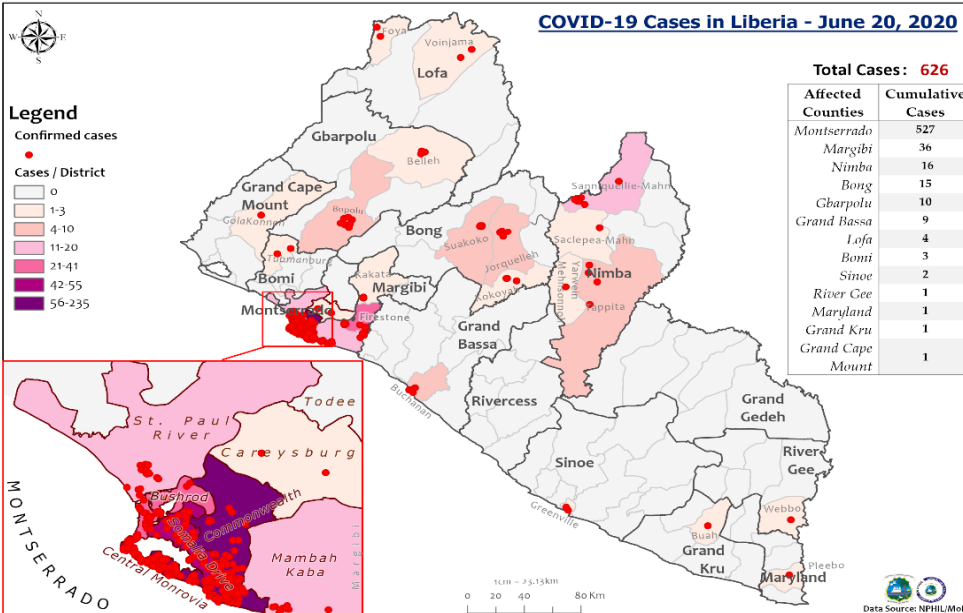 COVID-19 Cases in Liberia - June 20, 2020
N
W
E
S
Legend
Confirmed cases
Cases / District
0
1-3
4-10
11-20
21-41
42-55
56-235
Total Cases: 626
Affected Counties Cumulative Cases
Montserrado 527
Margibi 36
Nimba 16
Bong 15
Gbarpolu 10
Grand Bassa 9
Lofa 4
Bomi 3
Sinoe 2
River Gee 1
Maryland 1
Grand Kru 1
Grand Cape Mount 1
Foya
Voinjama
Lofa
Gbarpolu
Belleh
Grand Cape
Mount
GolaKonneh
Bopolu
Bong
Suakoko
Jorquelleh
Kokoyah
Sanniquellie-Mahn
Saclepea-Mahn
Nimba
Tappita
Tubmanburg
Bomi
Kakata
Margibi
Montserrado
Firestone
Grand
Bassa
Buchanan
Rivercess
Grand
Gedeh
Sinoe
River
Gee
Greenville
Webbo
Buah
Grand
Kru
Pleebo
Maryland
Todee
St. Paul
River
Careysburg
Bushrod
Commonwealth
Somalia Drive
Central Monrovia
Mambah
Kaba
Margibi
MONTSERRADO
1cm = 25.13km
0 20 40 80 Km
Data Source: NPHIL/MoH